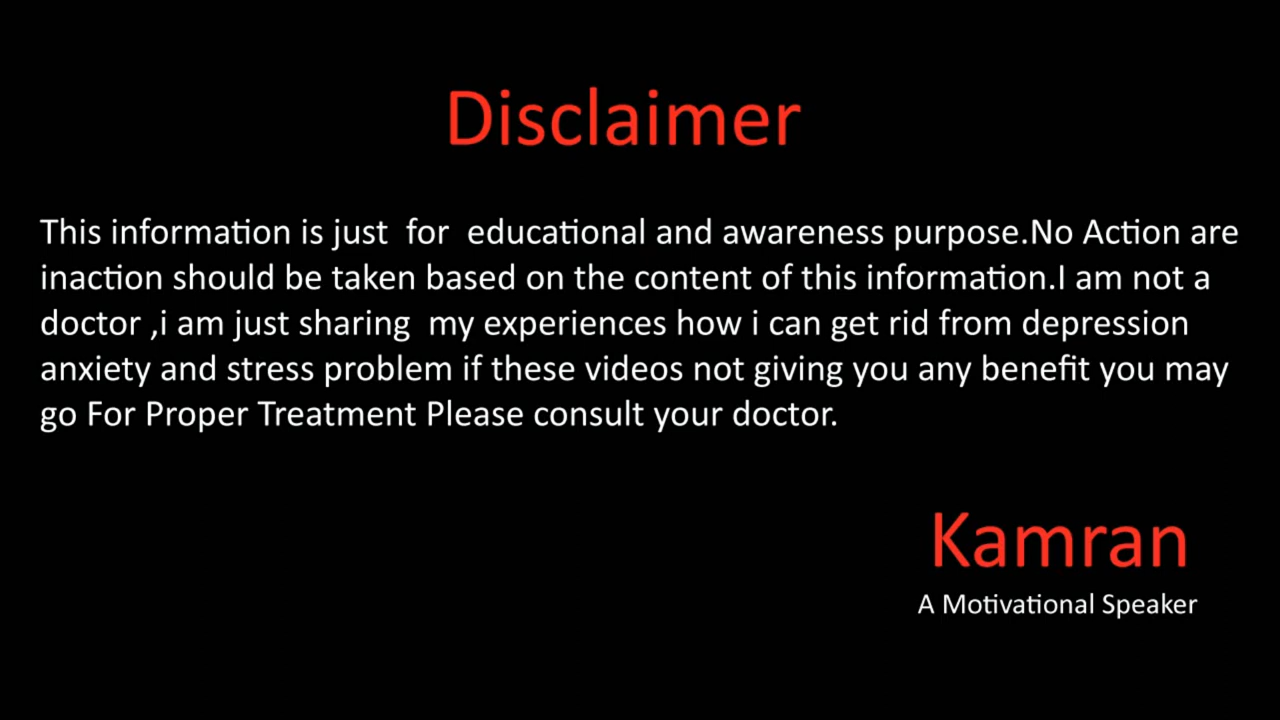 Disclaimer
This information is just  for  educational and awareness purpose.No Action are
inaction should be taken based on the content of this information.I am not a
doctor ,i am just sharing  my experiences how i can get rid from depression
anxiety and stress problem if these videos not giving you any benefit you may
go For Proper Treatment Please consult your doctor.
Kamran
A Motivational Speaker